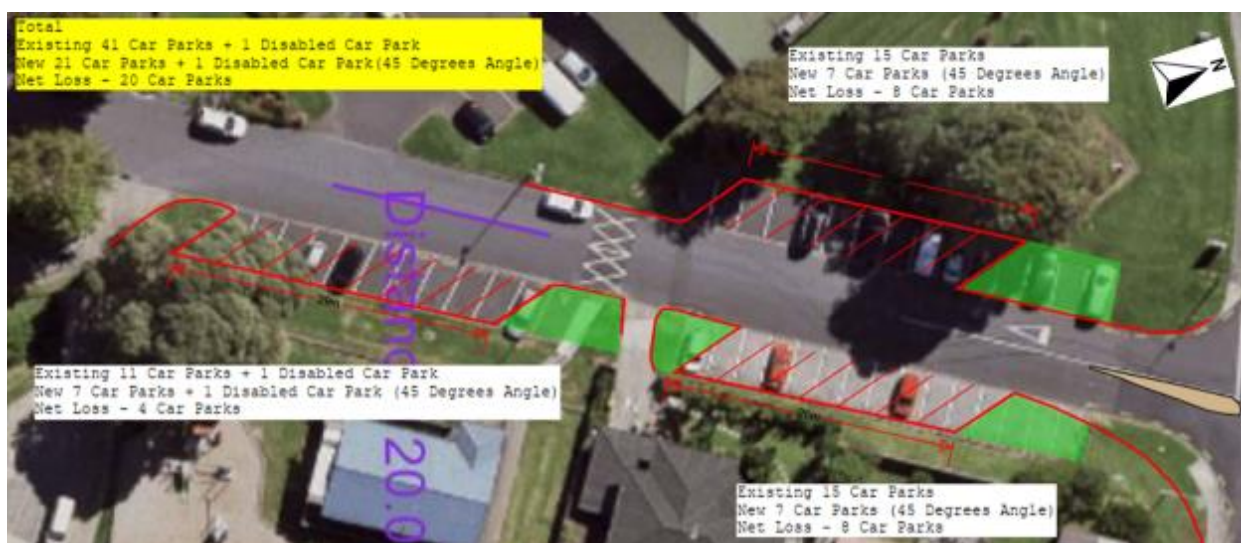 Total
Existing 41 Car Parks + 1 Disabled Car Park
New 21 Car Parks + 1 Disabled Car Park(45 Degrees Angle)
Net Loss - 20 Car Parks
Existing 15 Car Parks
New 7 Car Parks (45 Degrees Angle)
Net Loss - 8 Car Parks
N
Existing 11 Car Parks + 1 Disabled Car Park
New 7 Car Parks + 1 Disabled Car Park (45 Degrees Angle)
Net Loss - 4 Car Parks
Distanc
20.0
Existing 15 Car Parks
New 7 Car Parks (45 Degrees Angle)
Net Loss - 8 Car Parks